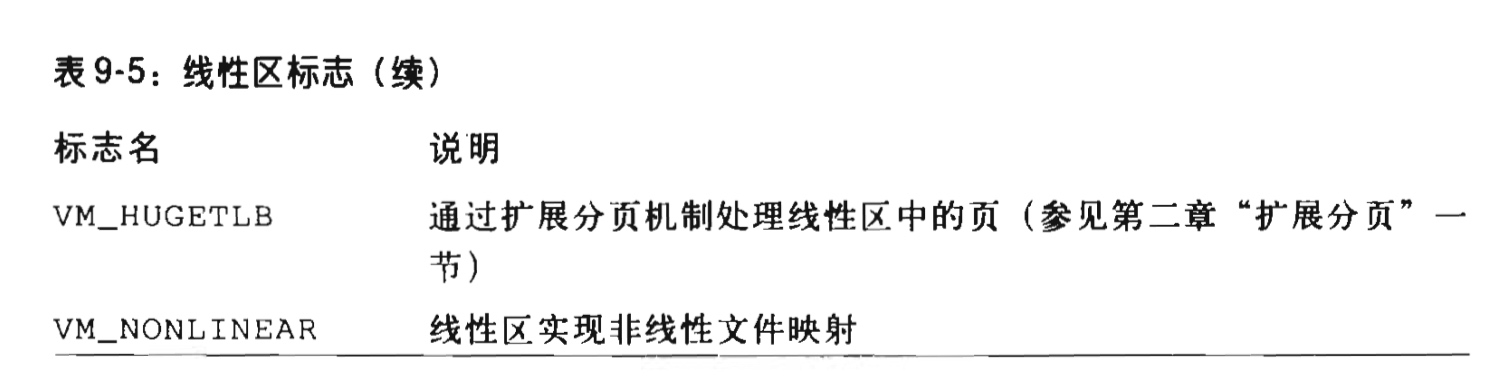 表9-5：线性区标志（续）
标志名 说明
VM_HUGETLB 通过扩展分页机制处理线性区中的页（参见第二章“扩展分页”一
节）
VM_NONLINEAR 线性区实现非线性文件映射